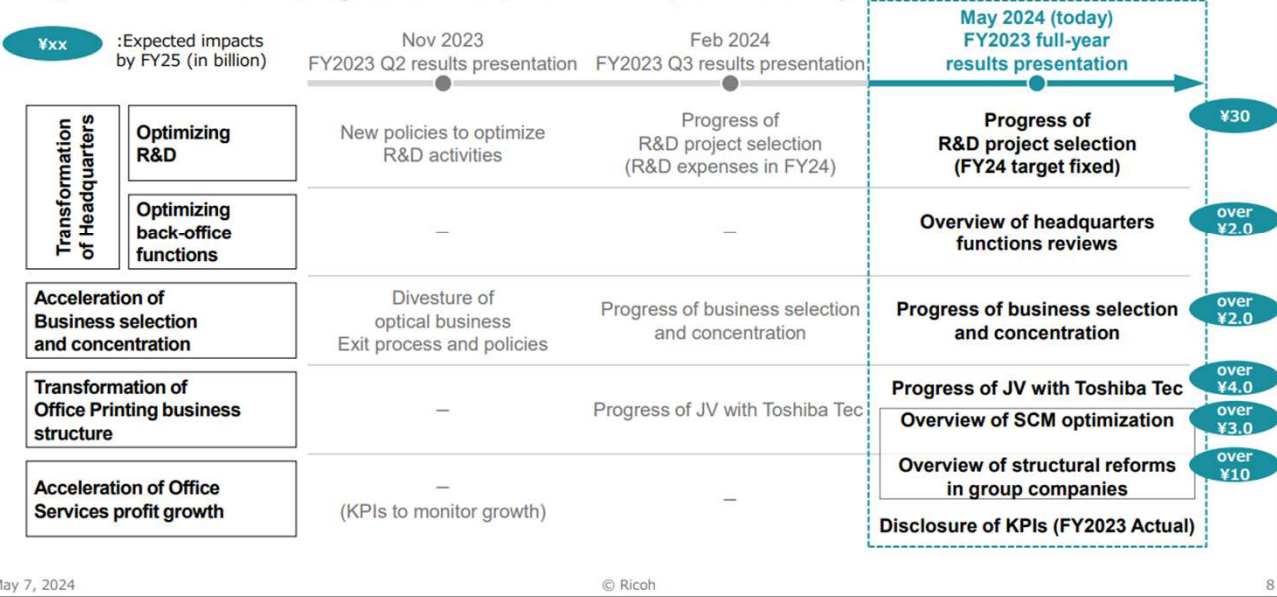 ¥xx
:Expected impacts
by FY25 (in billion)
Nov 2023
FY2023 Q2 results presentation
Feb 2024
FY2023 Q3 results presentation
May 2024 (today)
FY2023 full-year
results presentation
Transformation
of Headquarters
Optimizing
R&D
New policies to optimize
R&D activities
Progress of
R&D project selection
(R&D expenses in FY24)
Progress of
R&D project selection
(FY24 target fixed)
¥30
Optimizing
back-office
functions
–
–
Overview of headquarters
functions reviews
over
¥2.0
Acceleration of
Business selection
and concentration
Divesture of
optical business
Exit process and policies
Progress of business selection
and concentration
Progress of business selection
and concentration
over
¥2.0
Transformation of
Office Printing business
structure
–
Progress of JV with Toshiba Tec
Progress of JV with Toshiba Tec
over
¥4.0
Overview of SCM optimization
over
¥3.0
Acceleration of Office
Services profit growth
–
(KPIs to monitor growth)
–
Overview of structural reforms
in group companies
over
¥10
Disclosure of KPIs (FY2023 Actual)
May 7, 2024
© Ricoh
8